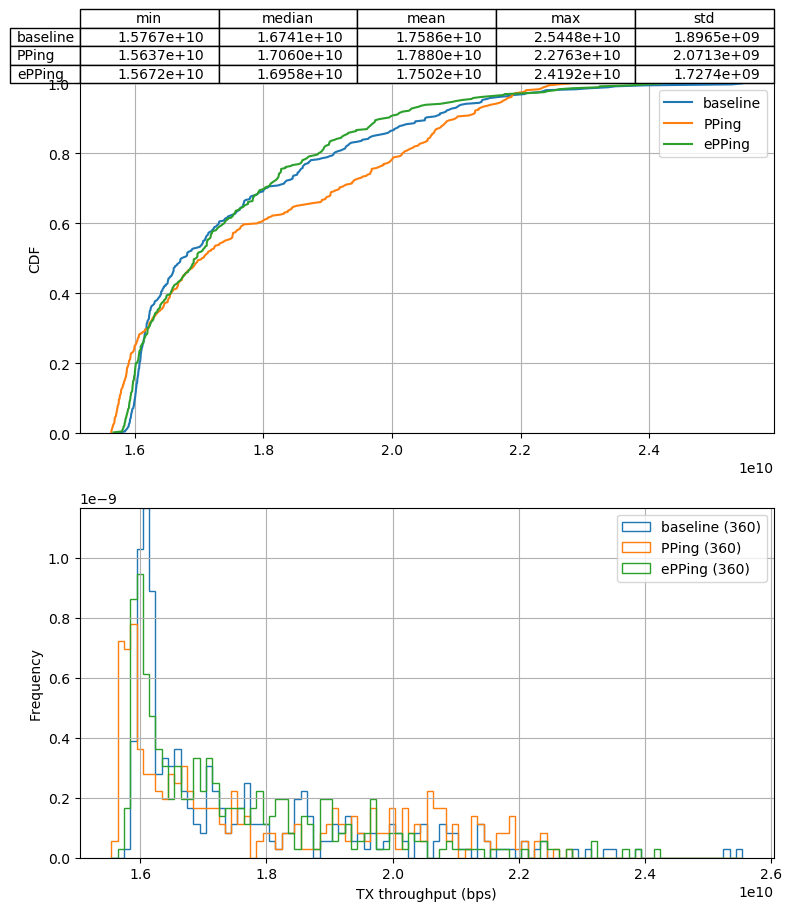 min median mean max std
baseline 1.5767e+10 1.6741e+10 1.7586e+10 2.5448e+10 1.8965e+09
PPing 1.5637e+10 1.7060e+10 1.7880e+10 2.2763e+10 2.0713e+09
ePPing 1.5672e+10 1.6958e+10 1.7502e+10 2.4192e+10 1.7274e+09
1.0
baseline
PPing
ePPing
0.8
0.6
CDF
0.4
0.2
0.0
1.6 1.8 2.0 2.2 2.4
1e10
1e−9
baseline (360)
PPing (360)
ePPing (360)
1.0
0.8
Frequency
0.6
0.4
0.2
0.0
1.6 1.8 2.0 2.2 2.4 2.6
TX throughput (bps)
1e10